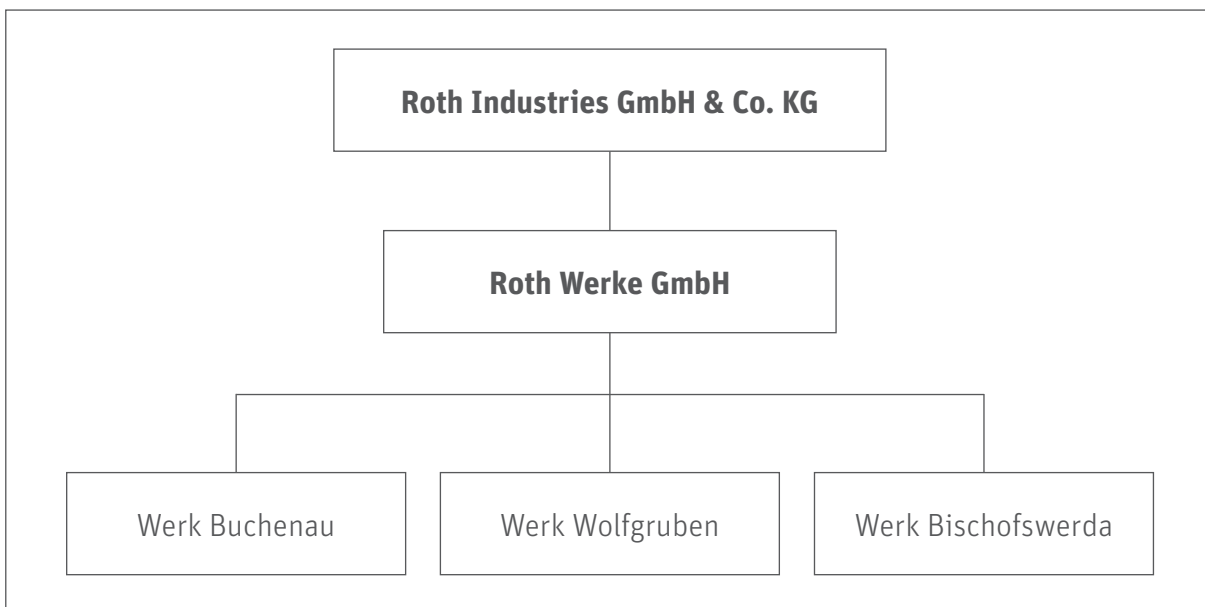 Roth Industries GmbH & Co. KG
Roth Werke GmbH
Werk Buchenau
Werk Wolfgruben
Werk Bischofswerda